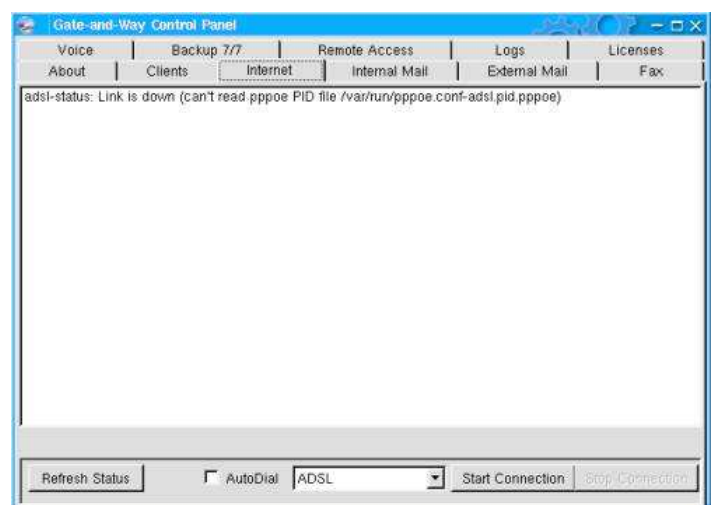 Gate-and-Way Control Panel
Voice Backup 7/7 Remote Access Logs Licenses
About Clients Internet Internal Mail External Mail Fax
adsl-status: Link is down (can't read pppoe PID file /var/run/pppoe.conf-adsl.pid.pppoe)
Refresh Status AutoDial ADSL Start Connection Stop Connection